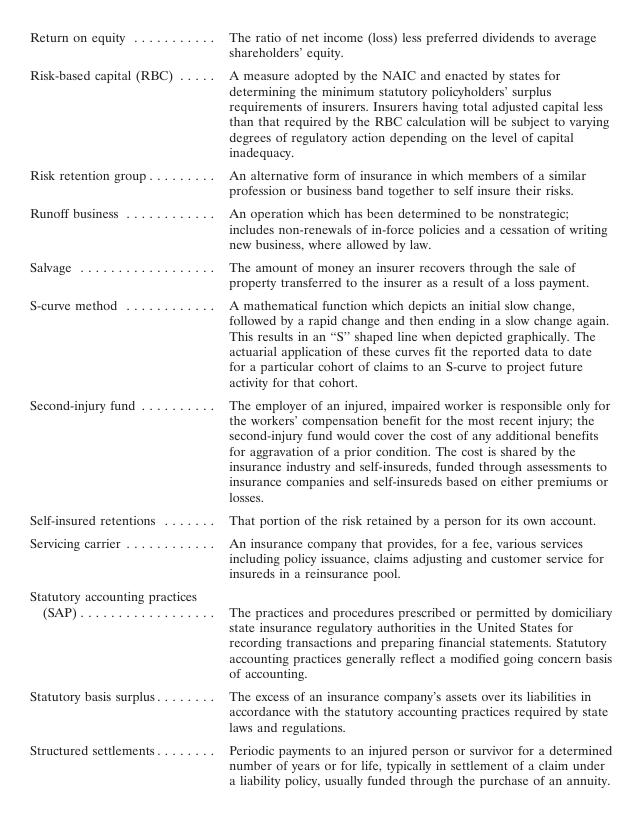 Return on equity . . . . . . . . . . . The ratio of net income (loss) less preferred dividends to average
shareholders’ equity.
Risk-based capital (RBC) . . . . . A measure adopted by the NAIC and enacted by states for
determining the minimum statutory policyholders’ surplus
requirements of insurers. Insurers having total adjusted capital less
than that required by the RBC calculation will be subject to varying
degrees of regulatory action depending on the level of capital
inadequacy.
Risk retention group . . . . . . . . . An alternative form of insurance in which members of a similar
profession or business band together to self insure their risks.
Runoff business . . . . . . . . . . . . An operation which has been determined to be nonstrategic;
includes non-renewals of in-force policies and a cessation of writing
new business, where allowed by law.
Salvage . . . . . . . . . . . . . . . . . . The amount of money an insurer recovers through the sale of
property transferred to the insurer as a result of a loss payment.
S-curve method . . . . . . . . . . . . A mathematical function which depicts an initial slow change,
followed by a rapid change and then ending in a slow change again.
This results in an “S” shaped line when depicted graphically. The
actuarial application of these curves fit the reported data to date
for a particular cohort of claims to an S-curve to project future
activity for that cohort.
Second-injury fund . . . . . . . . . . The employer of an injured, impaired worker is responsible only for
the workers’ compensation benefit for the most recent injury; the
second-injury fund would cover the cost of any additional benefits
for aggravation of a prior condition. The cost is shared by the
insurance industry and self-insureds, funded through assessments to
insurance companies and self-insureds based on either premiums or
losses.
Self-insured retentions . . . . . . . That portion of the risk retained by a person for its own account.
Servicing carrier . . . . . . . . . . . . An insurance company that provides, for a fee, various services
including policy issuance, claims adjusting and customer service for
insureds in a reinsurance pool.
Statutory accounting practices
(SAP) . . . . . . . . . . . . . . . . . . The practices and procedures prescribed or permitted by domiciliary
state insurance regulatory authorities in the United States for
recording transactions and preparing financial statements. Statutory
accounting practices generally reflect a modified going concern basis
of accounting.
Statutory basis surplus . . . . . . . . The excess of an insurance company’s assets over its liabilities in
accordance with the statutory accounting practices required by state
laws and regulations.
Structured settlements . . . . . . . . Periodic payments to an injured person or survivor for a determined
number of years or for life, typically in settlement of a claim under
a liability policy, usually funded through the purchase of an annuity.